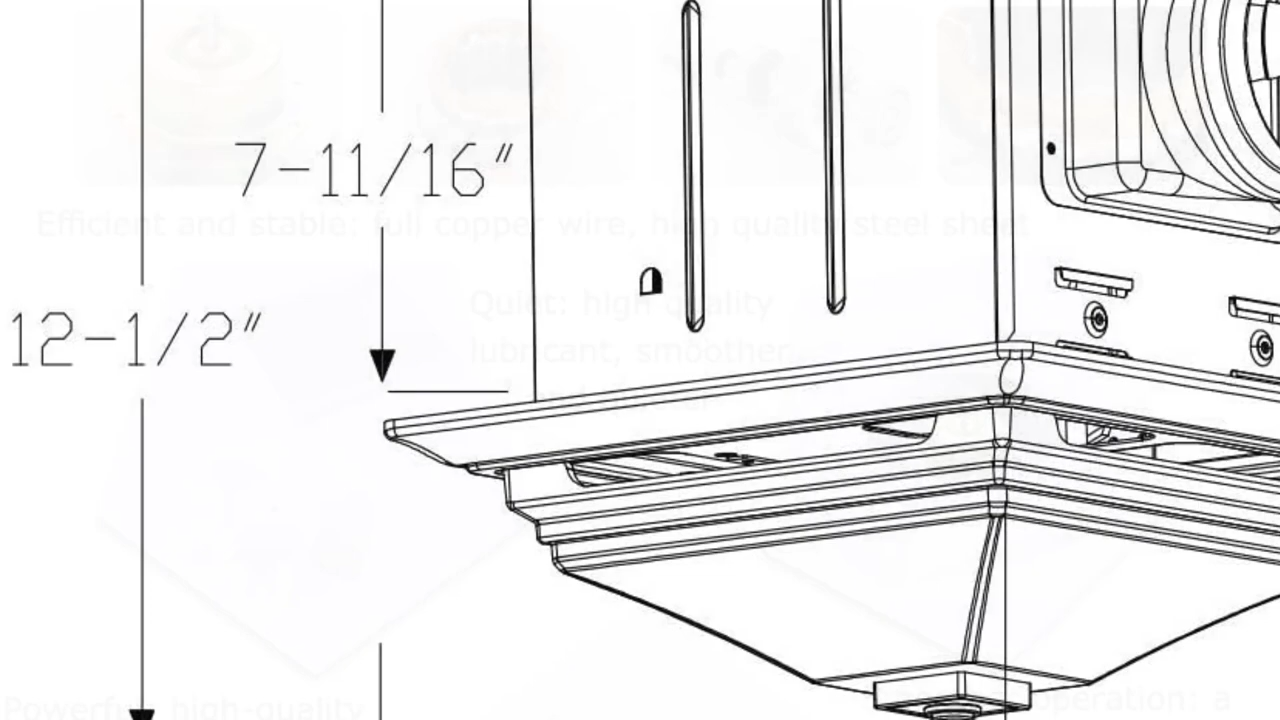 7-11/16"
Efficient and stable: full copper wire, high quality steel sheet
Quiet: high quality
12-1/2"
lubricant, smoother
Powerful high-quality
operation: a